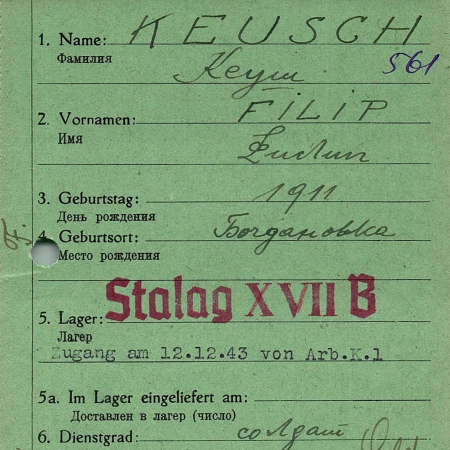 1. Name: KEUSCH
Фамилия Кеуш 561
2. Vornamen: FILIP
Имя Филип
3. Geburtstag: 1911
День рождения
4. Geburtsort: Богдановка
Место рождения
Stalag XVII B
5. Lager:
Лагер
Zugang am 12.12.43 von Arb.K.1
5a. Im Lager eingeliefert am:
Доставлен в лагер (число)
6. Dienstgrad: солдат